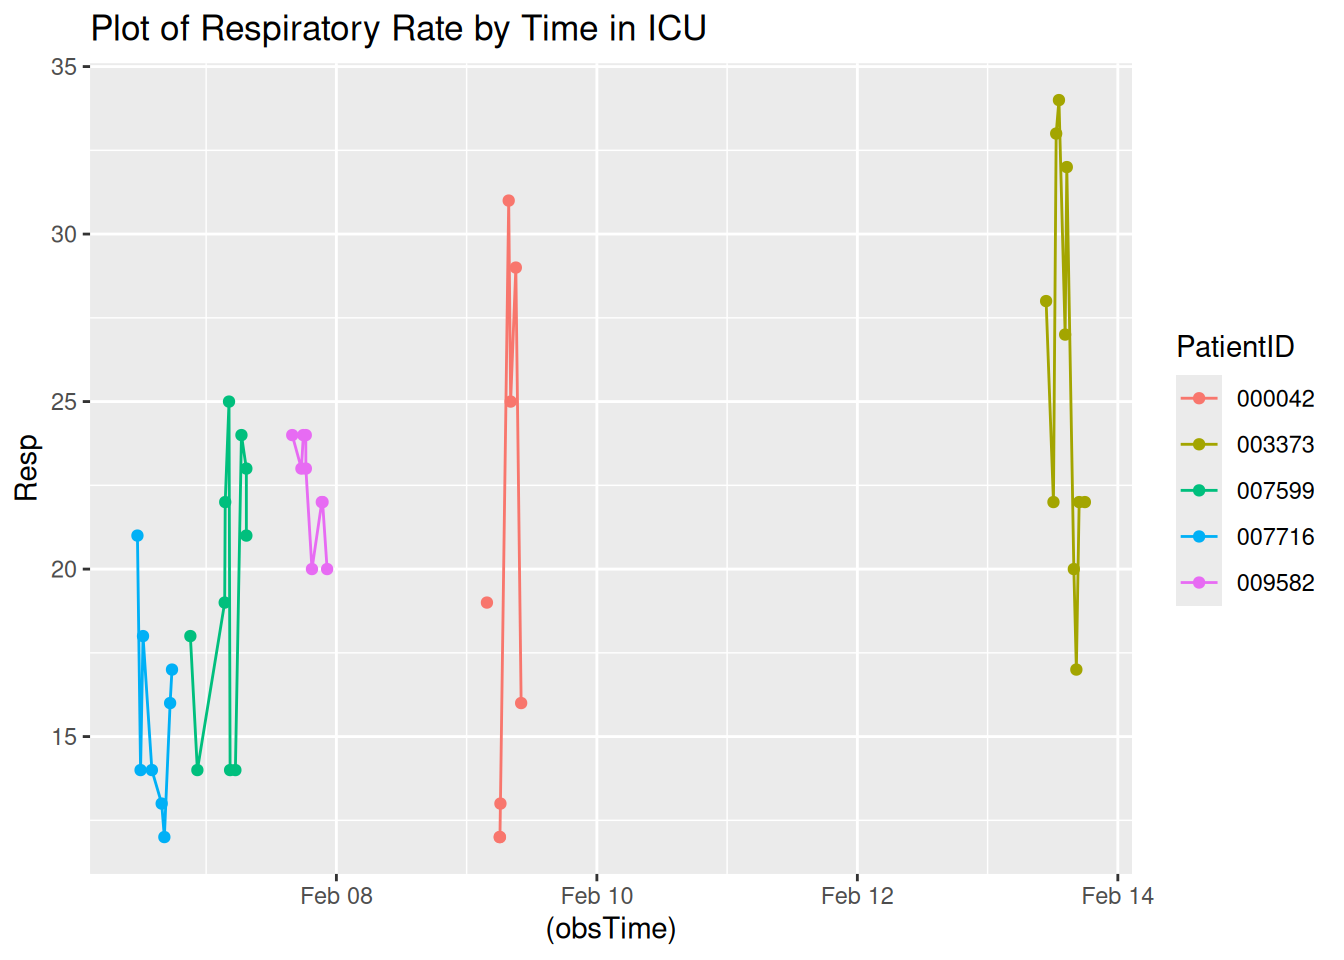 Plot of Respiratory Rate by Time in ICU
35
30
25
20
15
Resp
Feb 08
Feb 10
Feb 12
Feb 14
(obsTime)
PatientID
000042
003373
007599
007716
009582